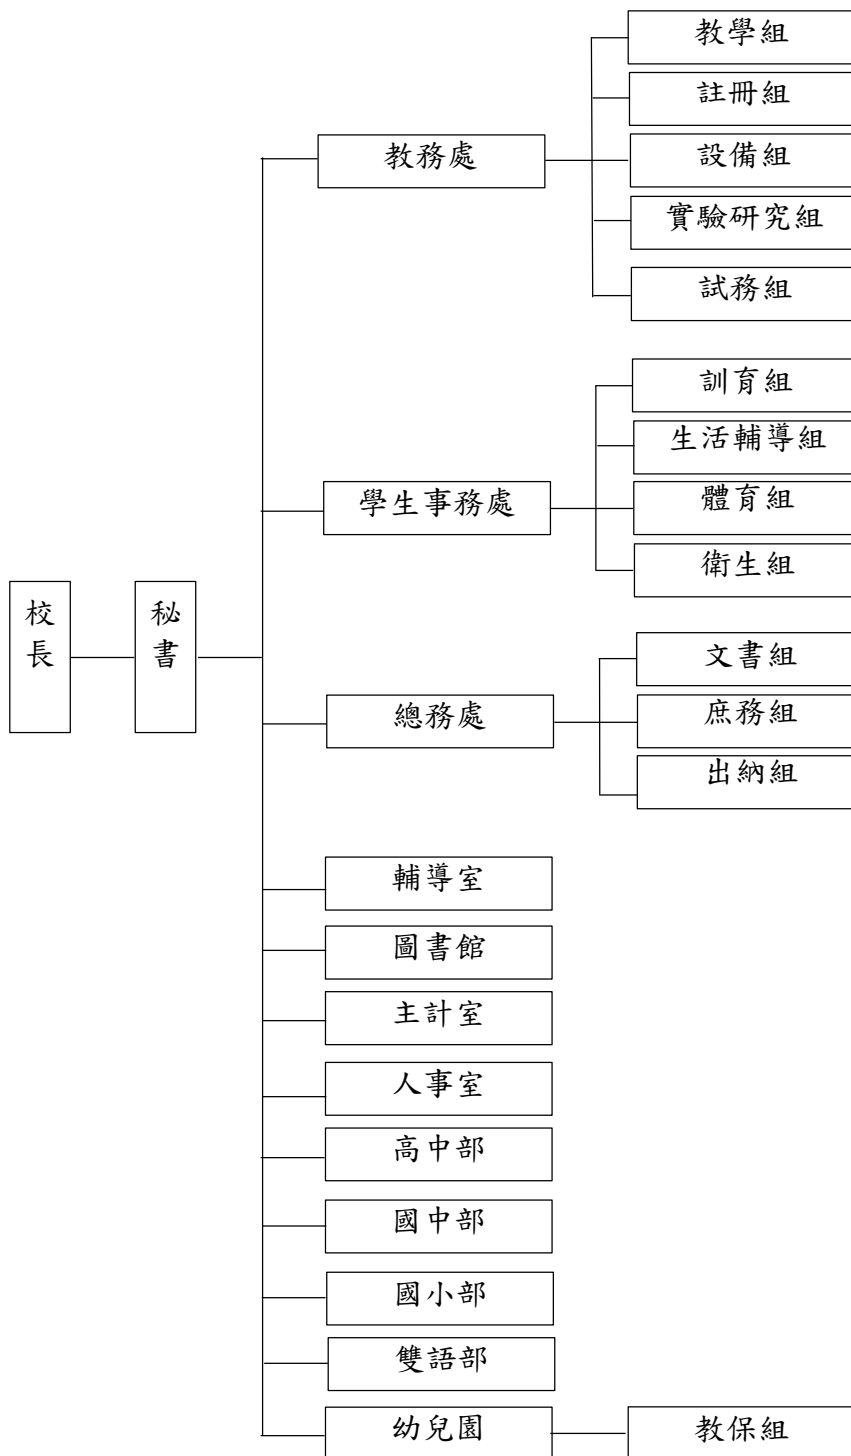 校長
秘書
教務處
教學組
註冊組
設備組
實驗研究組
試務組
學生事務處
訓育組
生活輔導組
體育組
衛生組
總務處
文書組
庶務組
出納組
輔導室
圖書館
主計室
人事室
高中部
國中部
國小部
雙語部
幼兒園
教保組